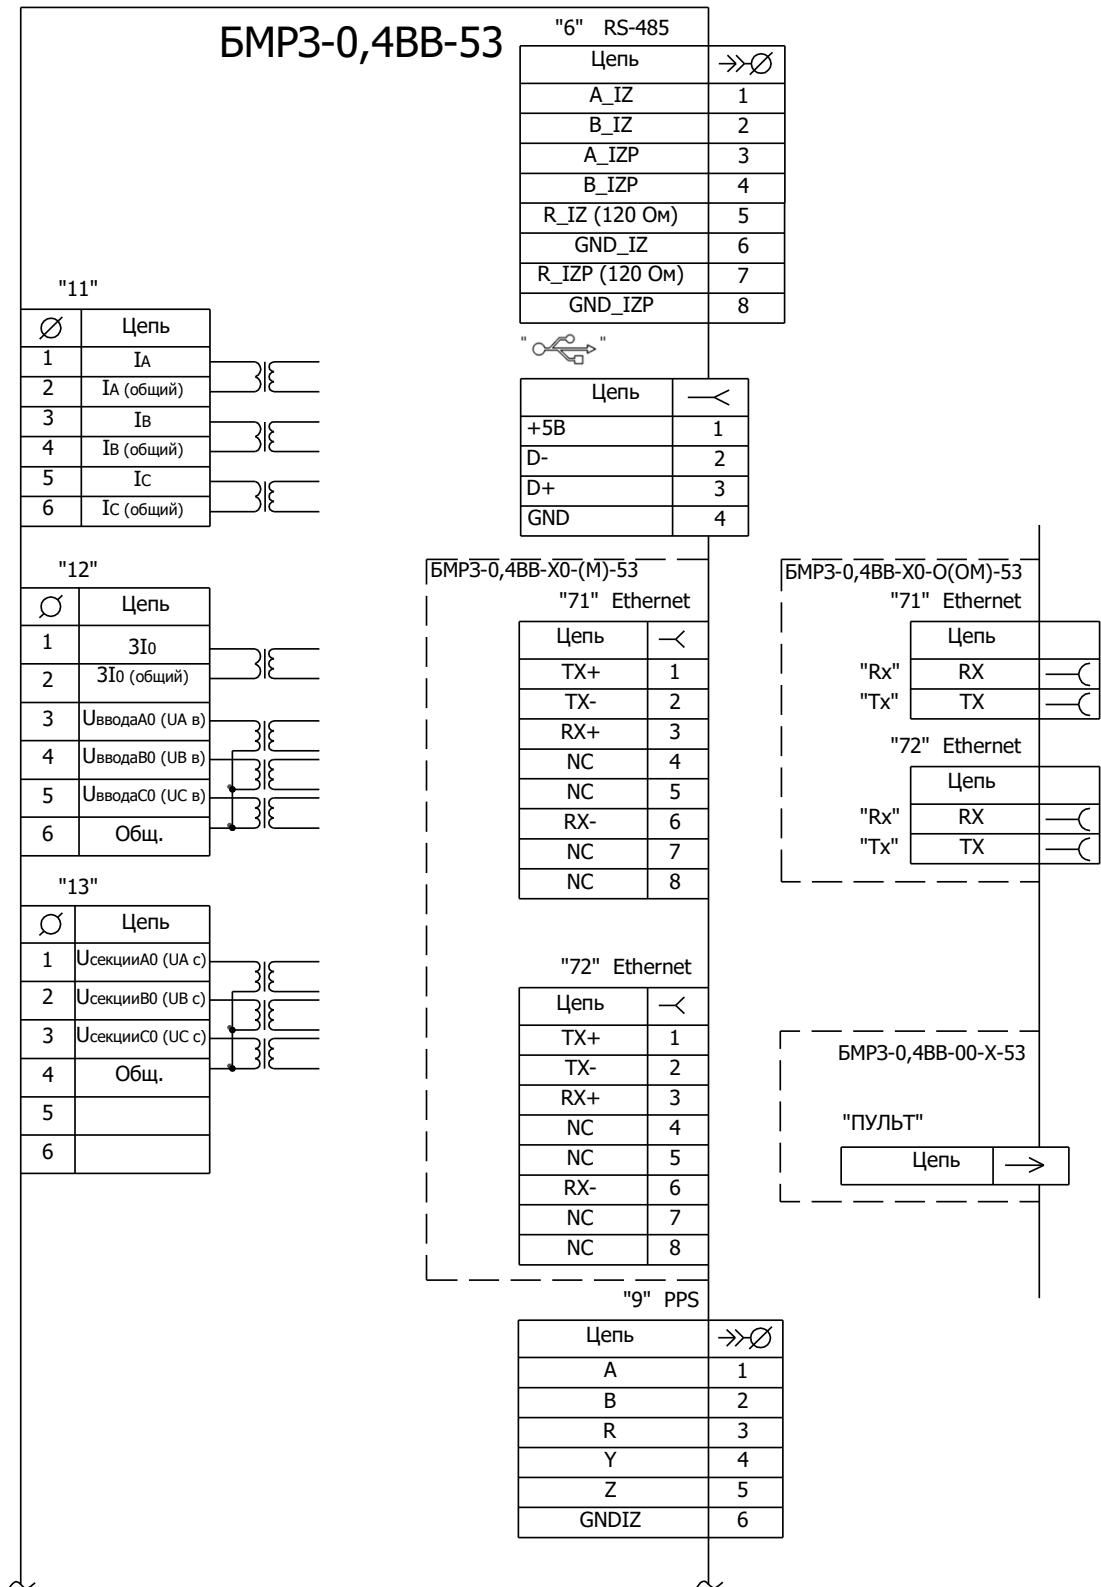 БМРЗ-0,4ВВ-53
"6" RS-485
Цепь
A_IZ 1
B_IZ 2
A_IZP 3
B_IZP 4
R_IZ (120 Ом) 5
GND_IZ 6
R_IZP (120 Ом) 7
GND_IZP 8
" "
Цепь
+5В 1
D- 2
D+ 3
GND 4
"11"
Цепь
1 IA
2 IA (общий)
3 IB
4 IB (общий)
5 IC
6 IC (общий)
"12"
Цепь
1 3I0
2 3I0 (общий)
3 UвводаA0 (UA в)
4 UвводаB0 (UB в)
5 UвводаC0 (UC в)
6 Общ.
"13"
Цепь
1 UсекцииA0 (UA с)
2 UсекцииB0 (UB с)
3 UсекцииC0 (UC с)
4 Общ.
5
6
БМРЗ-0,4ВВ-Х0-(М)-53
"71" Ethernet
Цепь
TX+ 1
TX- 2
RX+ 3
NC 4
NC 5
RX- 6
NC 7
NC 8
"72" Ethernet
Цепь
TX+ 1
TX- 2
RX+ 3
NC 4
NC 5
RX- 6
NC 7
NC 8
"9" PPS
Цепь
A 1
B 2
R 3
Y 4
Z 5
GNDIZ 6
БМРЗ-0,4ВВ-Х0-О(ОМ)-53
"71" Ethernet
Цепь
"Rx" RX
"Tx" TX
"72" Ethernet
Цепь
"Rx" RX
"Tx" TX
БМРЗ-0,4ВВ-00-Х-53
"ПУЛЬТ"
Цепь